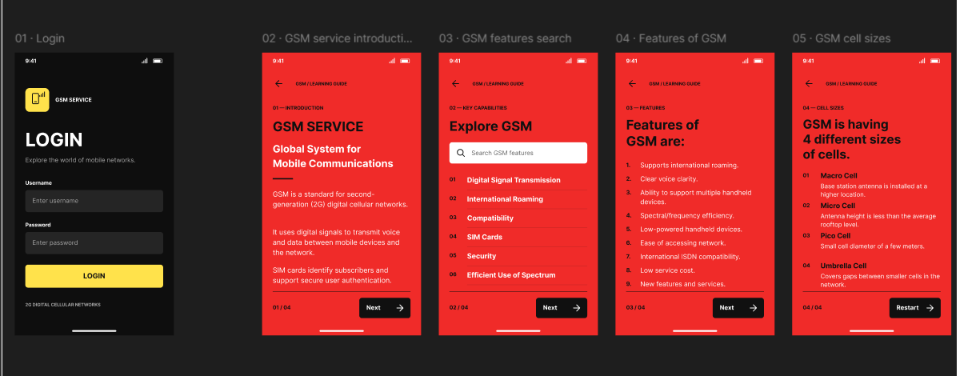 01 · Login
9:41
GSM SERVICE
LOGIN
Explore the world of mobile networks.
Username
Enter username
Password
Enter password
LOGIN
2G DIGITAL CELLULAR NETWORKS
02 · GSM service introducti...
9:41
GSM / LEARNING GUIDE
01 — INTRODUCTION
GSM SERVICE
Global System for
Mobile Communications
GSM is a standard for second-
generation (2G) digital cellular networks.
It uses digital signals to transmit voice
and data between mobile devices and
the network.
SIM cards identify subscribers and
support secure user authentication.
01 / 04
Next
03 · GSM features search
9:41
GSM / LEARNING GUIDE
02 — KEY CAPABILITIES
Explore GSM
Search GSM features
01 Digital Signal Transmission
02 International Roaming
03 Compatibility
04 SIM Cards
05 Security
06 Efficient Use of Spectrum
02 / 04
Next
04 · Features of GSM
9:41
GSM / LEARNING GUIDE
03 — FEATURES
Features of
GSM are:
1. Supports international roaming.
2. Clear voice clarity.
3. Ability to support multiple handheld
devices.
4. Spectral/frequency efficiency.
5. Low-powered handheld devices.
6. Ease of accessing network.
7. International ISDN compatibility.
8. Low service cost.
9. New features and services.
03 / 04
Next
05 · GSM cell sizes
9:41
GSM / LEARNING GUIDE
04 — CELL SIZES
GSM is having
4 different sizes
of cells.
01 Macro Cell
Base station antenna is installed at a
higher location.
02 Micro Cell
Antenna height is less than the average
rooftop level.
03 Pico Cell
Small cell diameter of a few meters.
04 Umbrella Cell
Covers gaps between smaller cells in the
network.
04 / 04
Restart